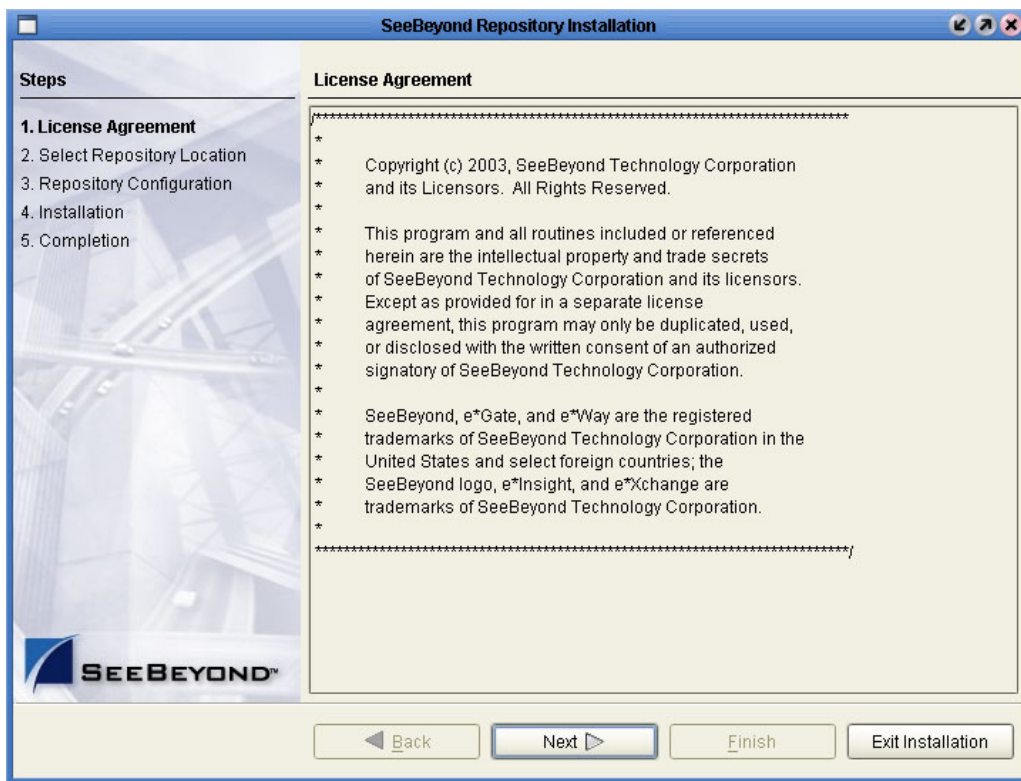 SeeBeyond Repository Installation
Steps
1. License Agreement
2. Select Repository Location
3. Repository Configuration
4. Installation
5. Completion
SEEBEYOND™
License Agreement
/**************************************************************************
*
* Copyright (c) 2003, SeeBeyond Technology Corporation
* and its Licensors. All Rights Reserved.
*
* This program and all routines included or referenced
* herein are the intellectual property and trade secrets
* of SeeBeyond Technology Corporation and its licensors.
* Except as provided for in a separate license
* agreement, this program may only be duplicated, used,
* or disclosed with the written consent of an authorized
* signatory of SeeBeyond Technology Corporation.
*
* SeeBeyond, e*Gate, and e*Way are the registered
* trademarks of SeeBeyond Technology Corporation in the
* United States and select foreign countries; the
* SeeBeyond logo, e*Insight, and e*Xchange are
* trademarks of SeeBeyond Technology Corporation.
*
**************************************************************************/
Back
Next
Finish
Exit Installation